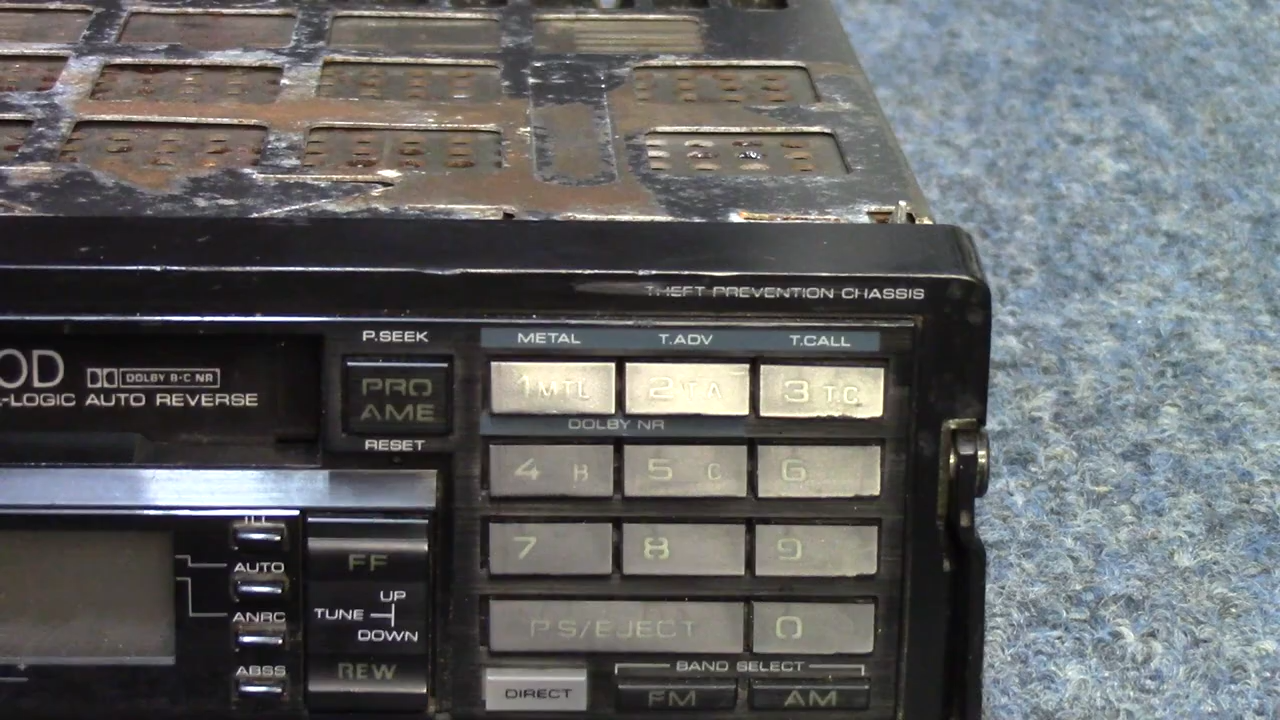 THEFT PREVENTION CHASSIS
P.SEEK
METAL T.ADV T.CALL
OD
DOLBY B·C NR
-LOGIC AUTO REVERSE
PRO
AME
RESET
1 MTL 2 T.A 3 T.C.
DOLBY NR
4 B 5 C 6
7 8 9
AUTO
ANRC
ABSS
FF
UP
TUNE
DOWN
REW
PS/EJECT 0
BAND SELECT
DIRECT FM AM